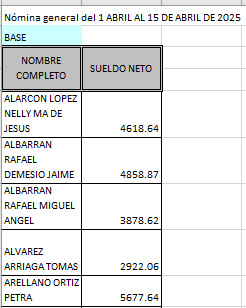 Nómina general del 1 ABRIL AL 15 DE ABRIL DE 2025
BASE
NOMBRE
COMPLETO
SUELDO NETO
ALARCON LOPEZ
NELLY MA DE
JESUS
4618.64
ALBARRAN
RAFAEL
DEMESIO JAIME
4858.87
ALBARRAN
RAFAEL MIGUEL
ANGEL
3878.62
ALVAREZ
ARRIAGA TOMAS
2922.06
ARELLANO ORTIZ
PETRA
5677.64